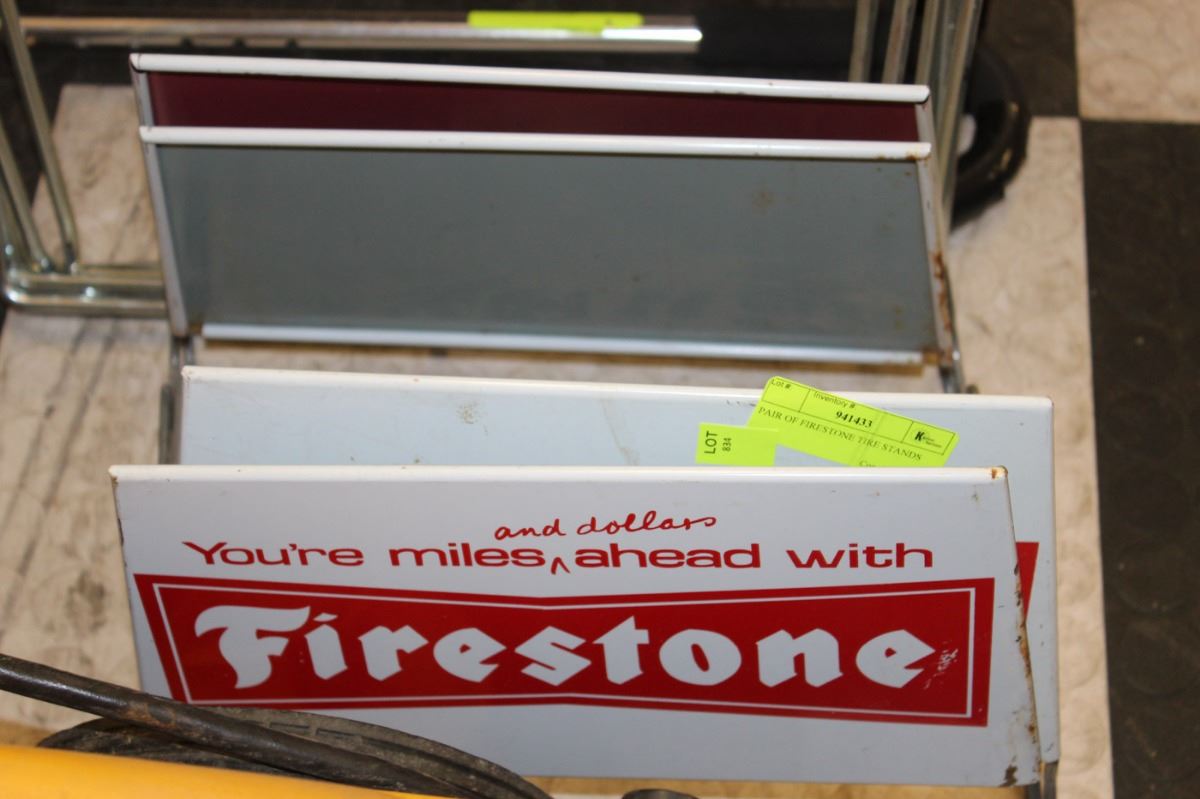 Lot #
Inventory #
941433
PAIR OF FIRESTONE TIRE STANDS
LOT
834
and dollars
You're miles ahead with
Firestone